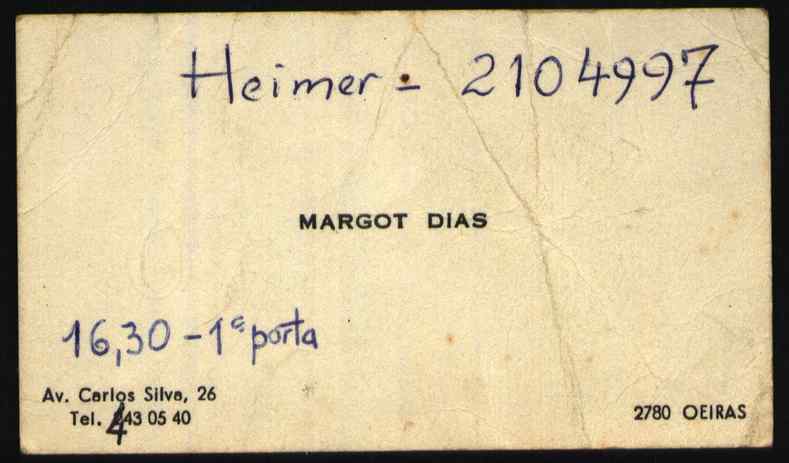 Heimer - 2104997
MARGOT DIAS
16,30 - 1ª porta
Av. Carlos Silva, 26
Tel. 443 05 40
2780 OEIRAS